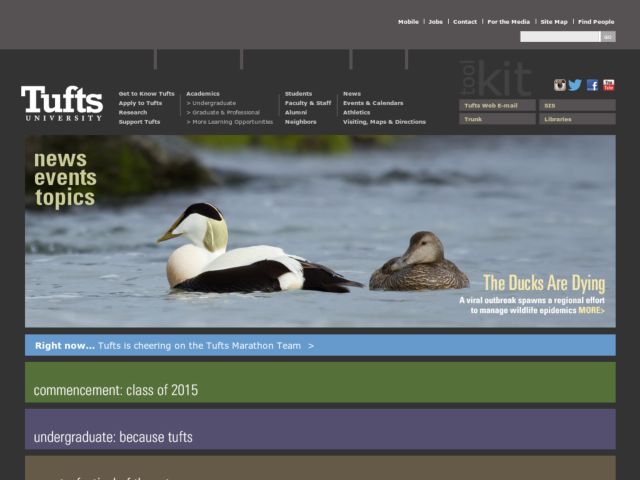 Mobile | Jobs | Contact | For the Media | Site Map | Find People
GO
tool kit
Tufts
UNIVERSITY
Get to Know Tufts
Apply to Tufts
Research
Support Tufts
Academics
> Undergraduate
> Graduate & Professional
> More Learning Opportunities
Students
Faculty & Staff
Alumni
Neighbors
News
Events & Calendars
Athletics
Visiting, Maps & Directions
You
Tube
Tufts Web E-mail
SIS
Trunk
Libraries
news
events
topics
The Ducks Are Dying
A viral outbreak spawns a regional effort
to manage wildlife epidemics MORE>
Right now... Tufts is cheering on the Tufts Marathon Team >
commencement: class of 2015
undergraduate: because tufts